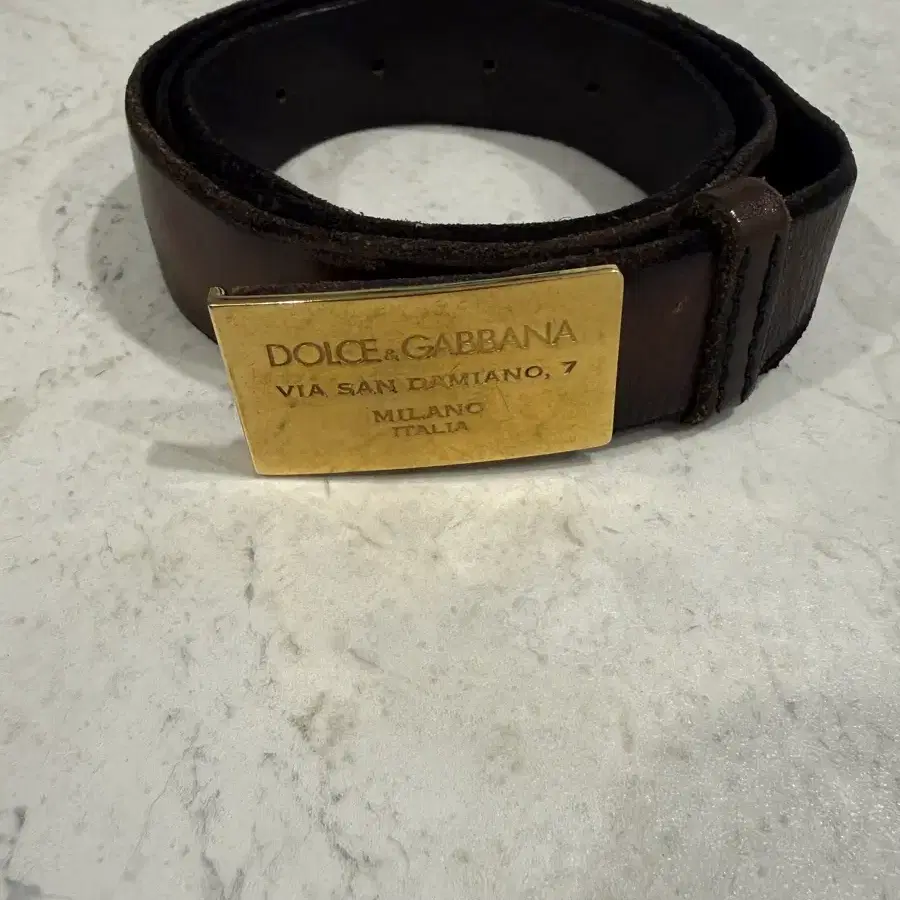 DOLCE & GABBANA
VIA SAN DAMIANO, 7
MILANO
ITALIA